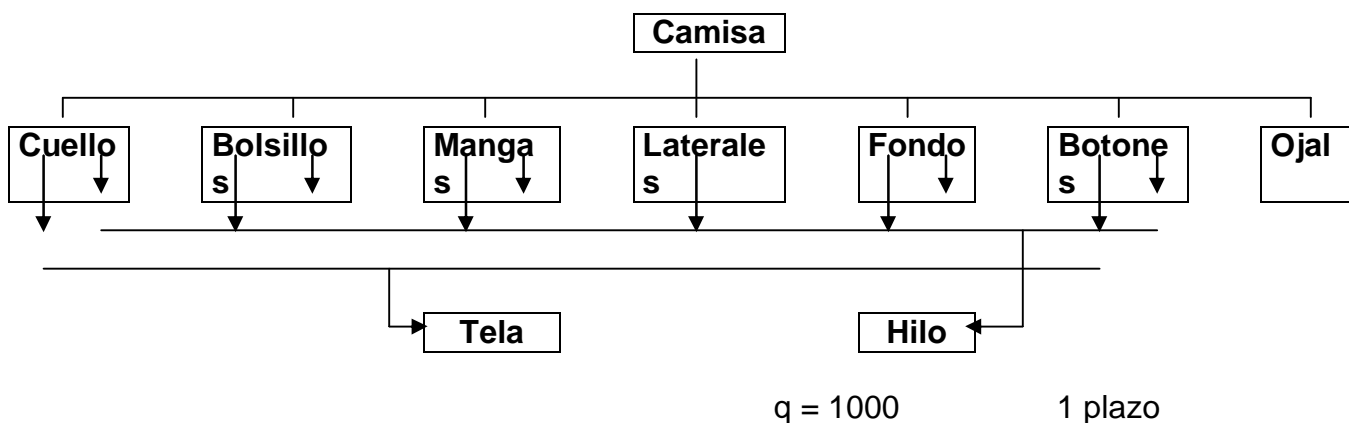 Camisa
Cuello Bolsillo Manga Laterale Fondo Botone Ojal
s s s s
Tela Hilo
q = 1000 1 plazo